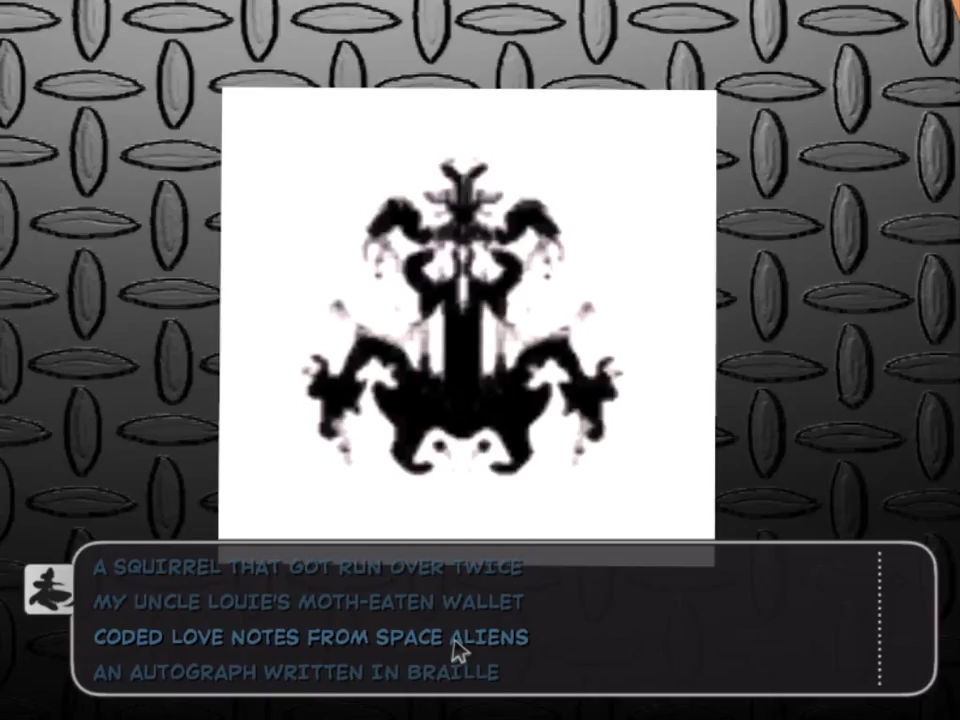 A SQUIRREL THAT GOT RUN OVER TWICE
MY UNCLE LOUIE'S MOTH-EATEN WALLET
CODED LOVE NOTES FROM SPACE ALIENS
AN AUTOGRAPH WRITTEN IN BRAILLE